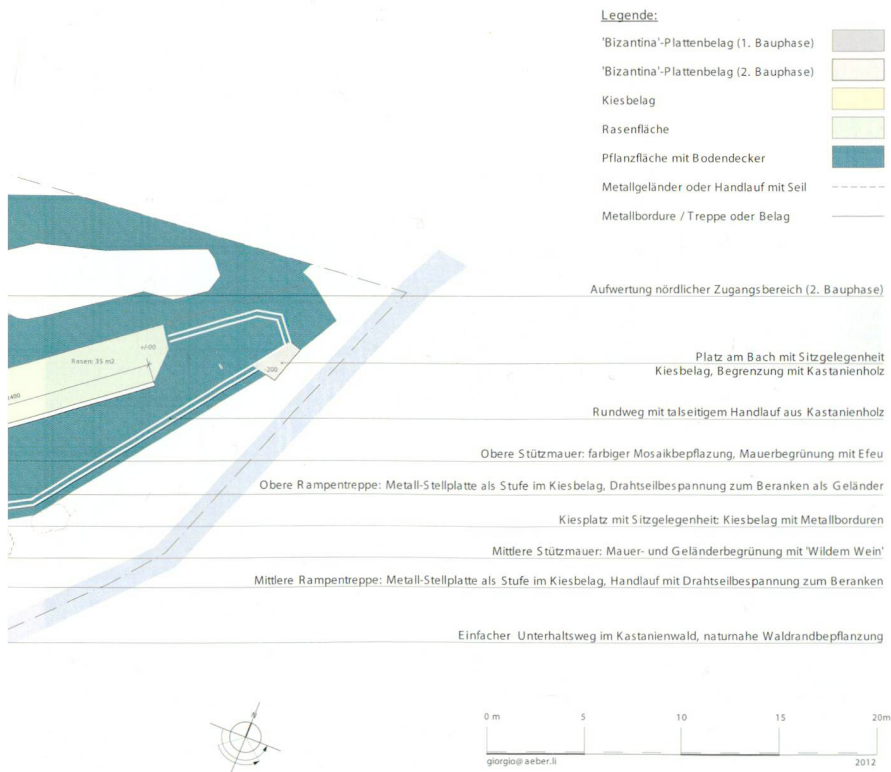 Legende:
'Bizantina'-Plattenbelag (1. Bauphase)
'Bizantina'-Plattenbelag (2. Bauphase)
Kiesbelag
Rasenfläche
Pflanzfläche mit Bodendecker
Metallgeländer oder Handlauf mit Seil
Metallbordure / Treppe oder Belag
Aufwertung nördlicher Zugangsbereich (2. Bauphase)
+/-00
Rasen: 35 m2
-200
Platz am Bach mit Sitzgelegenheit
Kiesbelag, Begrenzung mit Kastanienholz
Rundweg mit talseitigem Handlauf aus Kastanienholz
Obere Stützmauer: farbiger Mosaikbepflazung, Mauerbegrünung mit Efeu
Obere Rampentreppe: Metall-Stellplatte als Stufe im Kiesbelag, Drahtseilbespannung zum Beranken als Geländer
Kiesplatz mit Sitzgelegenheit: Kiesbelag mit Metallborduren
Mittlere Stützmauer: Mauer- und Geländerbegrünung mit 'Wildem Wein'
Mittlere Rampentreppe: Metall-Stellplatte als Stufe im Kiesbelag, Handlauf mit Drahtseilbespannung zum Beranken
Einfacher Unterhaltsweg im Kastanienwald, naturnahe Waldrandbepflanzung
N
0 m 5 10 15 20m
giorgio@aeber.li 2012